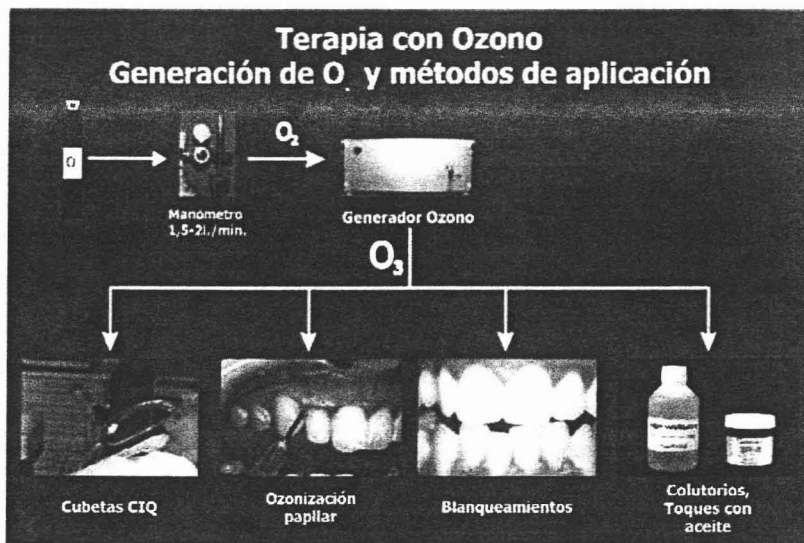 Terapia con Ozono
Generación de O y métodos de aplicación
O
O₂
Manómetro
1,5-2l./min.
Generador Ozono
O₃
Cubetas CIQ
Ozonización
papilar
Blanqueamientos
Colutorios,
Toques con
aceite